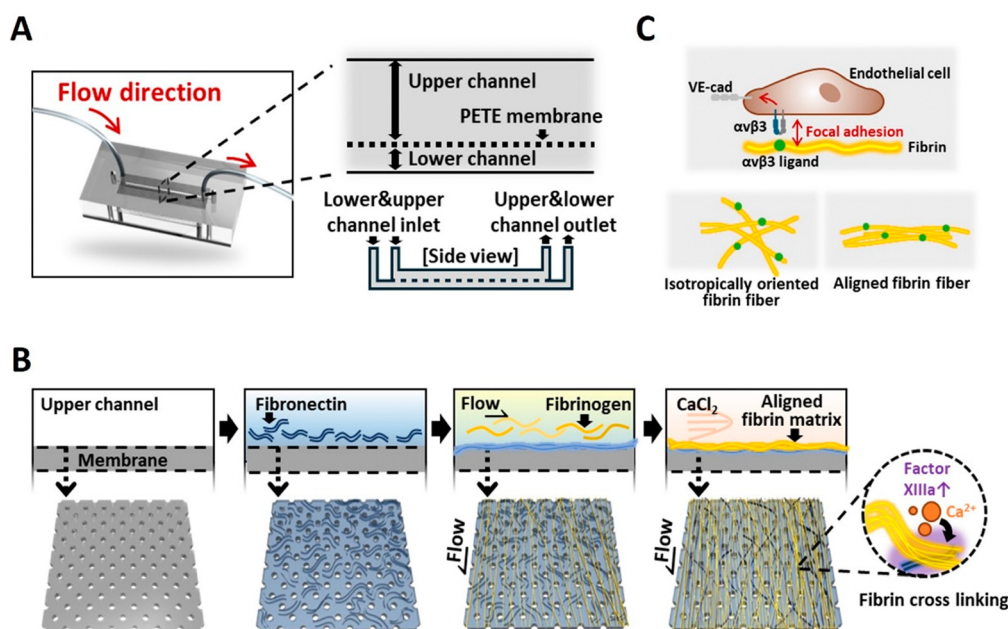 A
Flow direction
Upper channel
PETE membrane
Lower channel
Lower&upper
channel inlet
Upper&lower
channel outlet
[Side view]
C
Endothelial cell
VE-cad
αvβ3
Focal adhesion
Fibrin
αvβ3 ligand
Isotropically oriented
fibrin fiber
Aligned fibrin fiber
B
Upper channel
Membrane
Fibronectin
Flow
Fibrinogen
CaCl2
Aligned
fibrin matrix
Flow
Flow
Factor
XIIIa↑
Ca2+
Fibrin cross linking